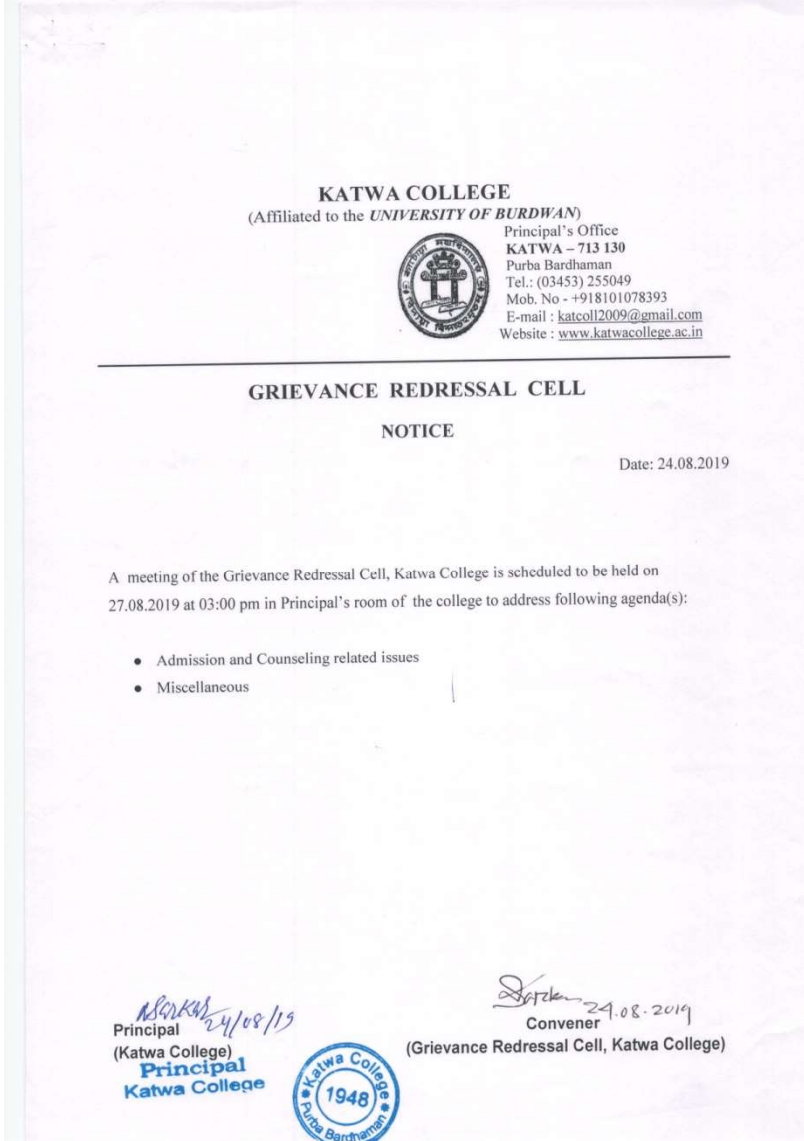 KATWA COLLEGE
(Affiliated to the UNIVERSITY OF BURDWAN)
Principal's Office
KATWA – 713 130
Purba Bardhaman
Tel.: (03453) 255049
Mob. No - +918101078393
E-mail : katcoll2009@gmail.com
Website : www.katwacollege.ac.in
GRIEVANCE REDRESSAL CELL
NOTICE
Date: 24.08.2019
A meeting of the Grievance Redressal Cell, Katwa College is scheduled to be held on
27.08.2019 at 03:00 pm in Principal's room of the college to address following agenda(s):
• Admission and Counseling related issues
• Miscellaneous
24/08/19
Principal
(Katwa College)
Principal
Katwa College
Katwa College
1948
Purba Bardhaman
24.08.2019
Convener
(Grievance Redressal Cell, Katwa College)